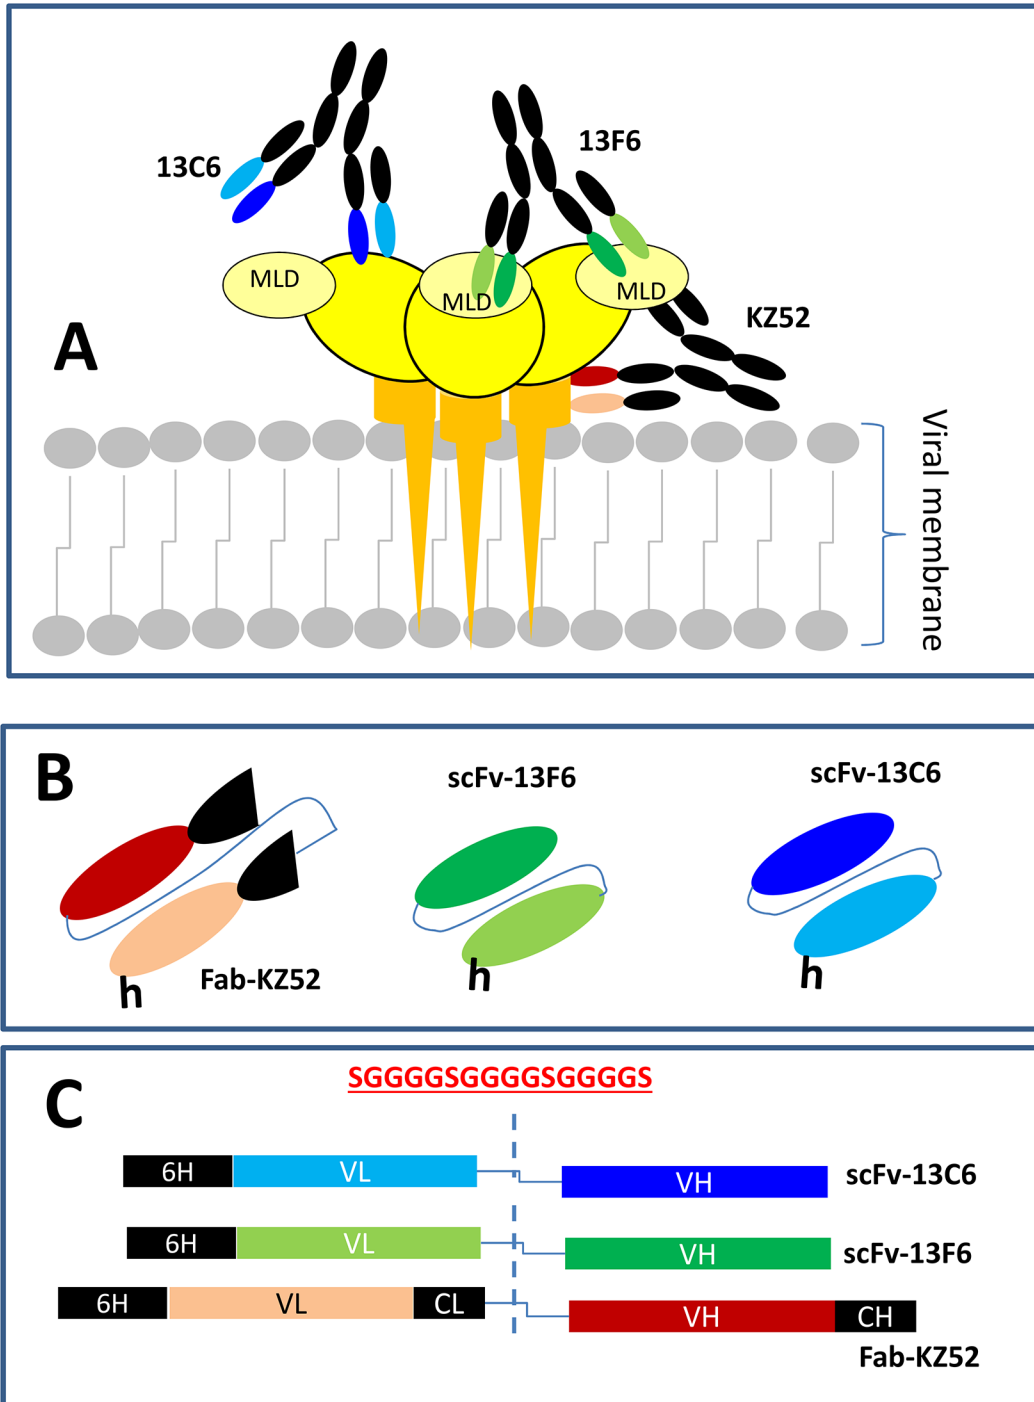 A
13C6
13F6
MLD
MLD
MLD
KZ52
Viral membrane
B
scFv-13F6
scFv-13C6
h
Fab-KZ52
h
h
C
SGGGGSGGGGSGGGGS
6H VL VH scFv-13C6
6H VL VH scFv-13F6
6H VL CL VH CH
Fab-KZ52